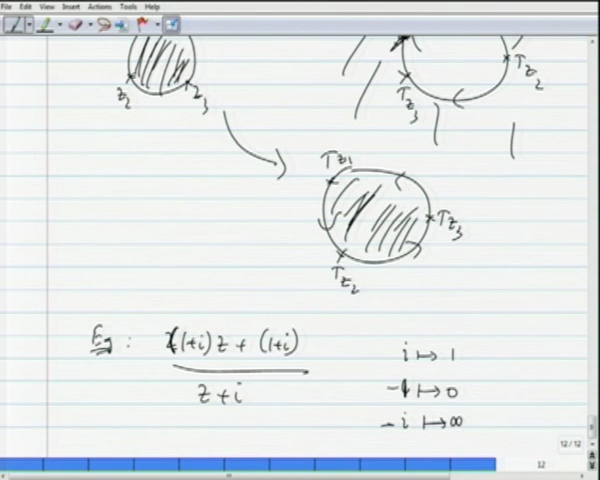 File Edit View Insert Actions Tools Help
z2 z3
Tz2
Tz3
Tz1
Tz3
Tz2
Eg : (1+i)z + (1+i)
z+i
i ↦ 1
-1 ↦ 0
-i ↦ ∞
12/12
12